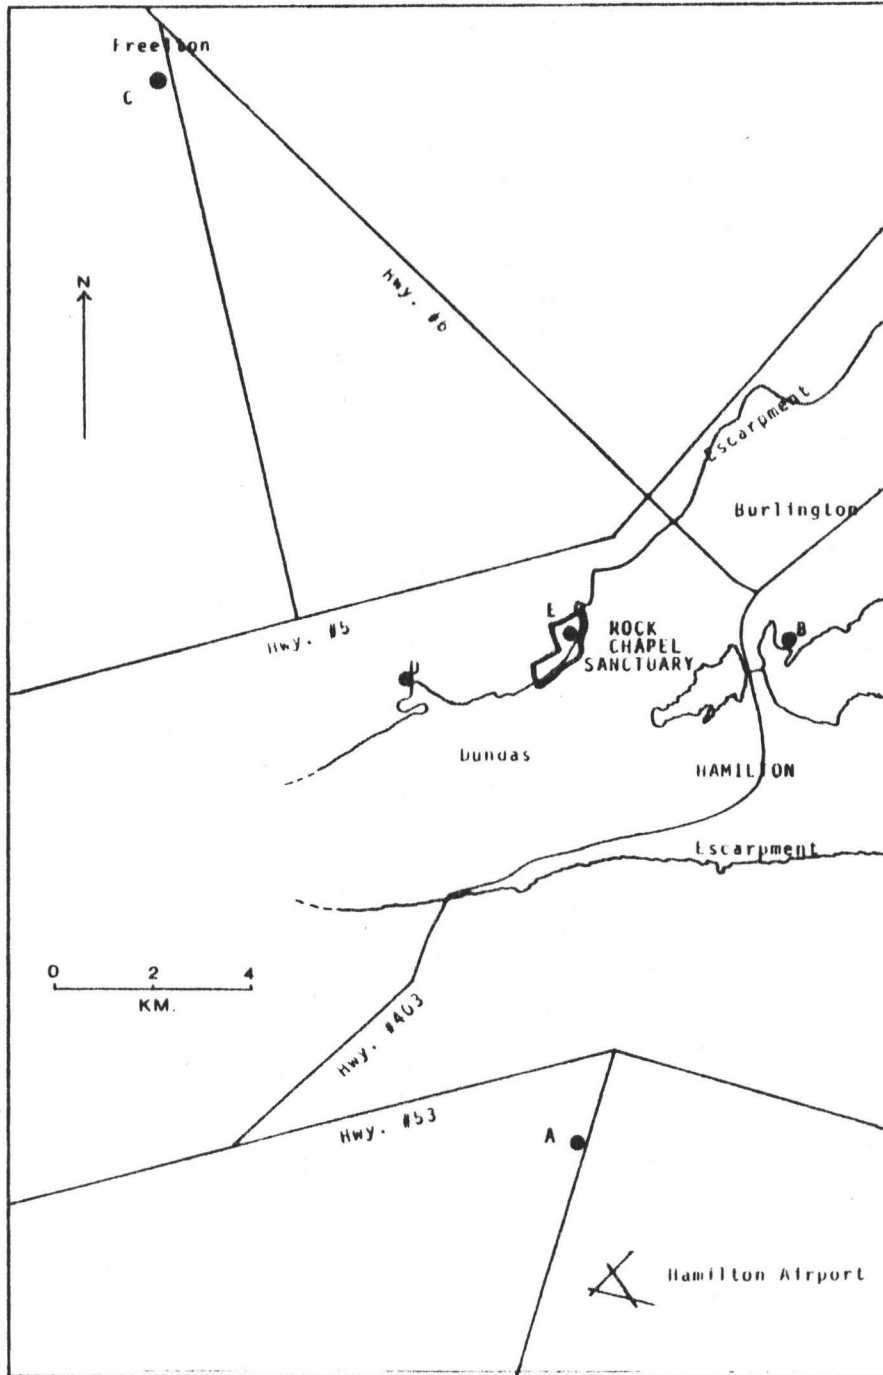 Freelton
C
N
Hwy. #6
Escarpment
Burlington
E
ROCK
CHAPEL
SANCTUARY
B
Hwy. #5
D
Dundas
HAMILTON
Escarpment
0 2 4
KM.
Hwy. #403
Hwy. #53
A
Hamilton Airport